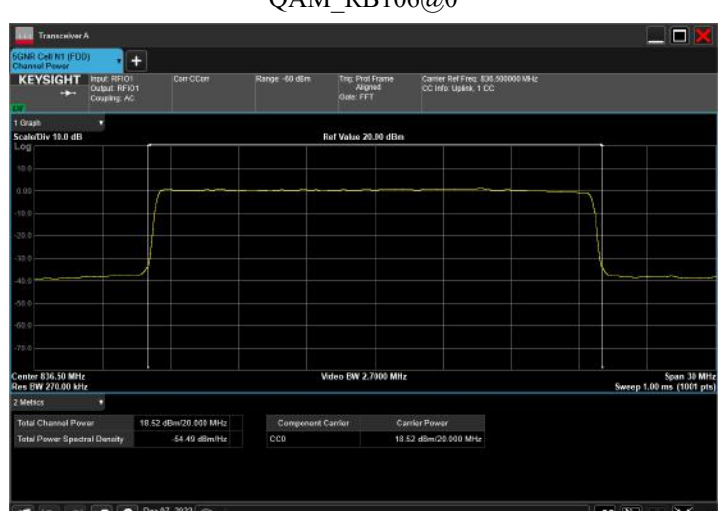 QAM_RB106@0
Transceiver A
5GNR Cell N1 (FDD)
Channel Power
KEYSIGHT
Input: RFIO1
Output: RFIO1
Coupling: AC
Corr CCorr
Range -60 dBm
Trig: Prot Frame
Aligned
Gate: FFT
Carrier Ref Freq: 836.500000 MHz
CC Info: Uplink, 1 CC
1 Graph
Scale/Div 10.0 dB
Ref Value 20.00 dBm
Log
10.0
0.00
-10.0
-20.0
-30.0
-40.0
-50.0
-60.0
-70.0
Center 836.50 MHz
Video BW 2.7000 MHz
Span 30 MHz
Res BW 270.00 kHz
Sweep 1.00 ms (1001 pts)
2 Metrics
Total Channel Power 18.52 dBm/20.000 MHz
Total Power Spectral Density -54.49 dBm/Hz
Component Carrier Carrier Power
CC0 18.52 dBm/20.000 MHz